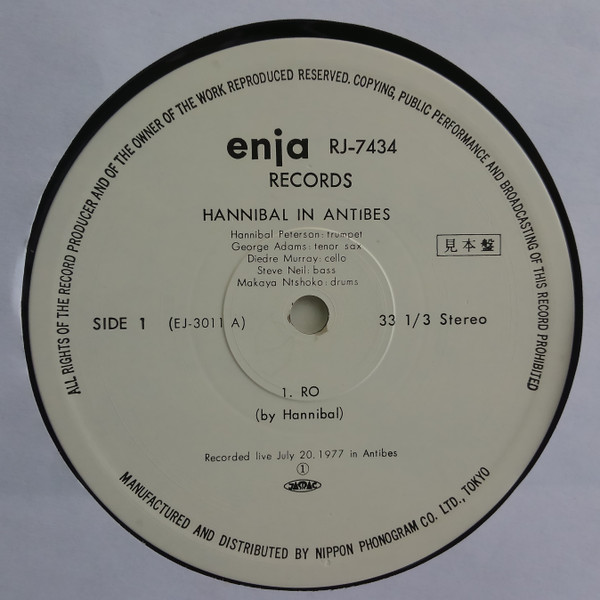 ALL RIGHTS OF THE RECORD PRODUCER AND OF THE OWNER OF THE WORK REPRODUCED RESERVED. COPYING, PUBLIC PERFORMANCE AND BROADCASTING OF THIS RECORD PROHIBITED
enja RJ-7434
RECORDS
HANNIBAL IN ANTIBES
Hannibal Peterson: trumpet
George Adams: tenor sax
Diedre Murray: cello
Steve Neil: bass
Makaya Ntshoko: drums
見本盤
SIDE 1 (EJ-3011 A) 33 1/3 Stereo
1. RO
(by Hannibal)
Recorded live July 20. 1977 in Antibes
①
JASRAC
MANUFACTURED AND DISTRIBUTED BY NIPPON PHONOGRAM CO. LTD., TOKYO